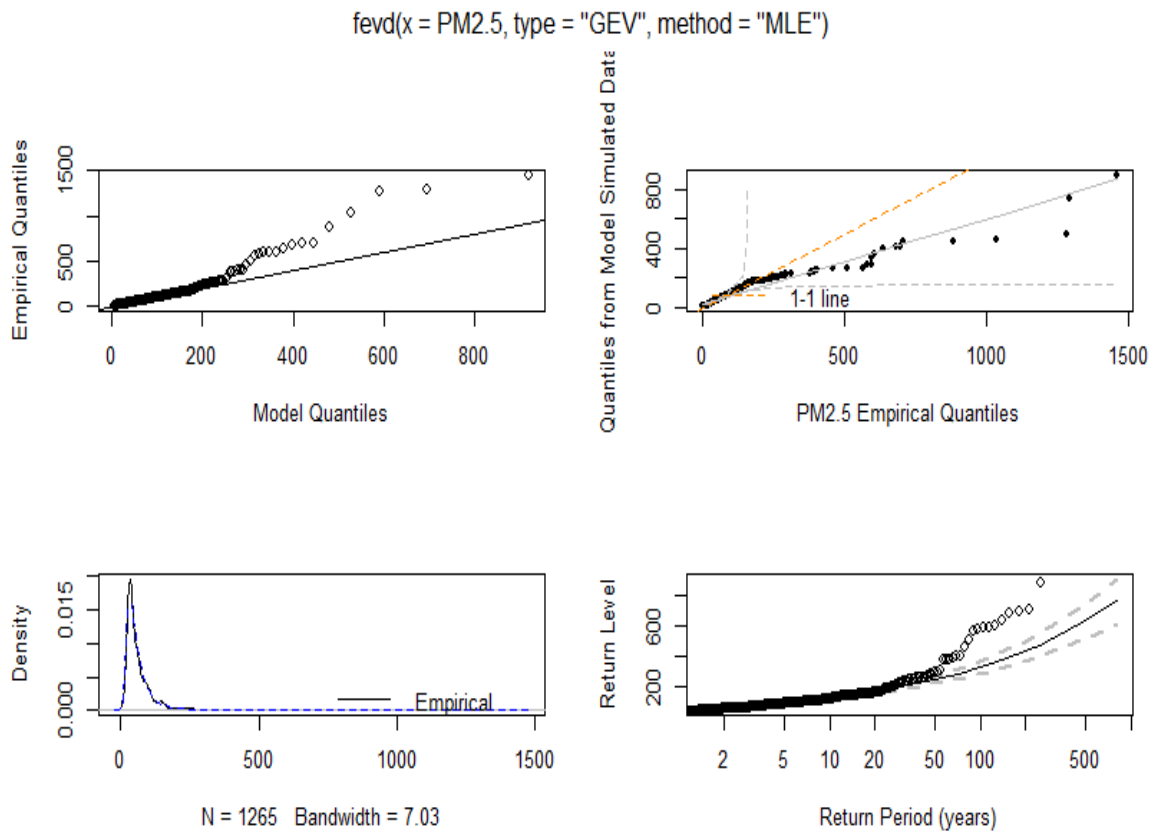 fevd(x = PM2.5, type = "GEV", method = "MLE")
Empirical Quantiles
0 500 1500
0 200 400 600 800
Model Quantiles
Quantiles from Model Simulated Data
0 400 800
1-1 line
0 500 1000 1500
PM2.5 Empirical Quantiles
Density
0.000 0.015
Empirical
0 500 1000 1500
N = 1265 Bandwidth = 7.03
Return Level
200 600
2 5 10 20 50 100 500
Return Period (years)